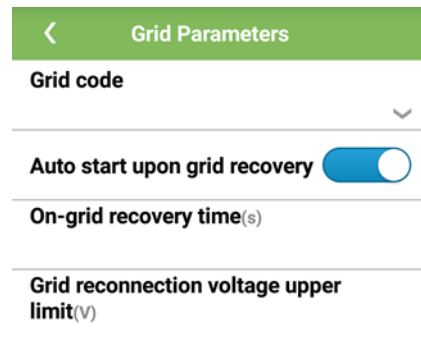 Grid Parameters
Grid code
Auto start upon grid recovery
On-grid recovery time(s)
Grid reconnection voltage upper
limit(V)